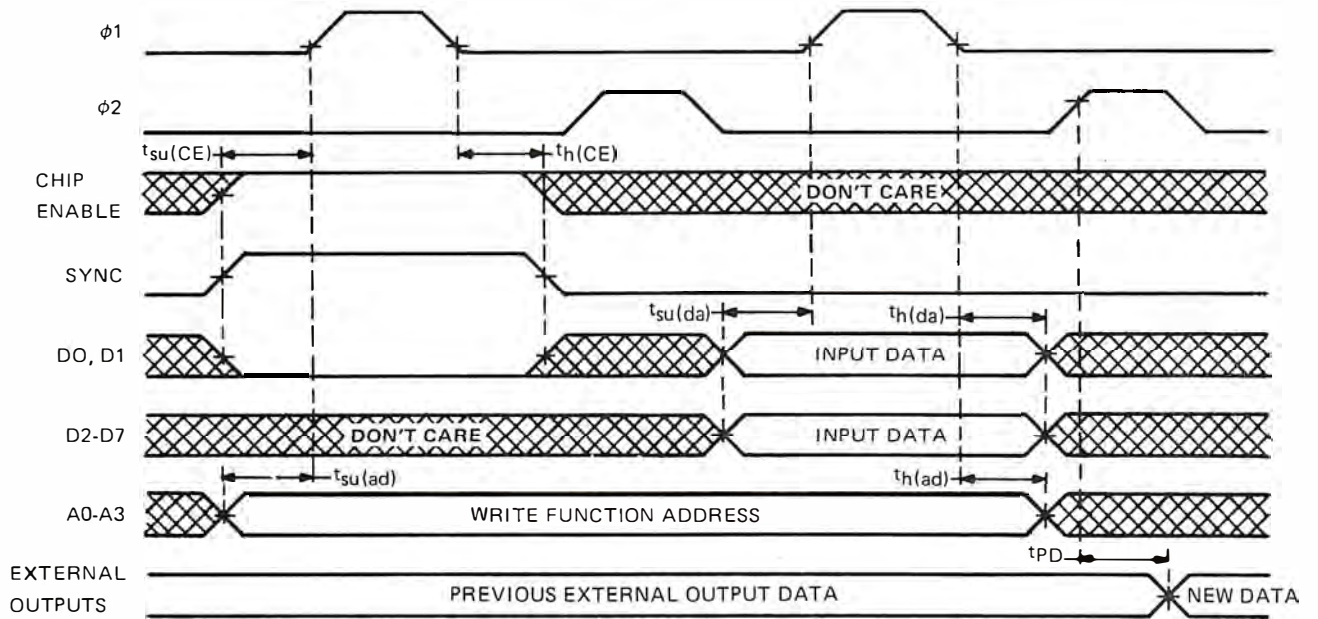 ϕ1
ϕ2
tsu(CE)
th(CE)
CHIP
ENABLE
DON'T CARE
SYNC
tsu(da)
th(da)
DO, D1
INPUT DATA
D2-D7
DON'T CARE
INPUT DATA
tsu(ad)
th(ad)
A0-A3
WRITE FUNCTION ADDRESS
tPD
EXTERNAL
OUTPUTS
PREVIOUS EXTERNAL OUTPUT DATA
NEW DATA